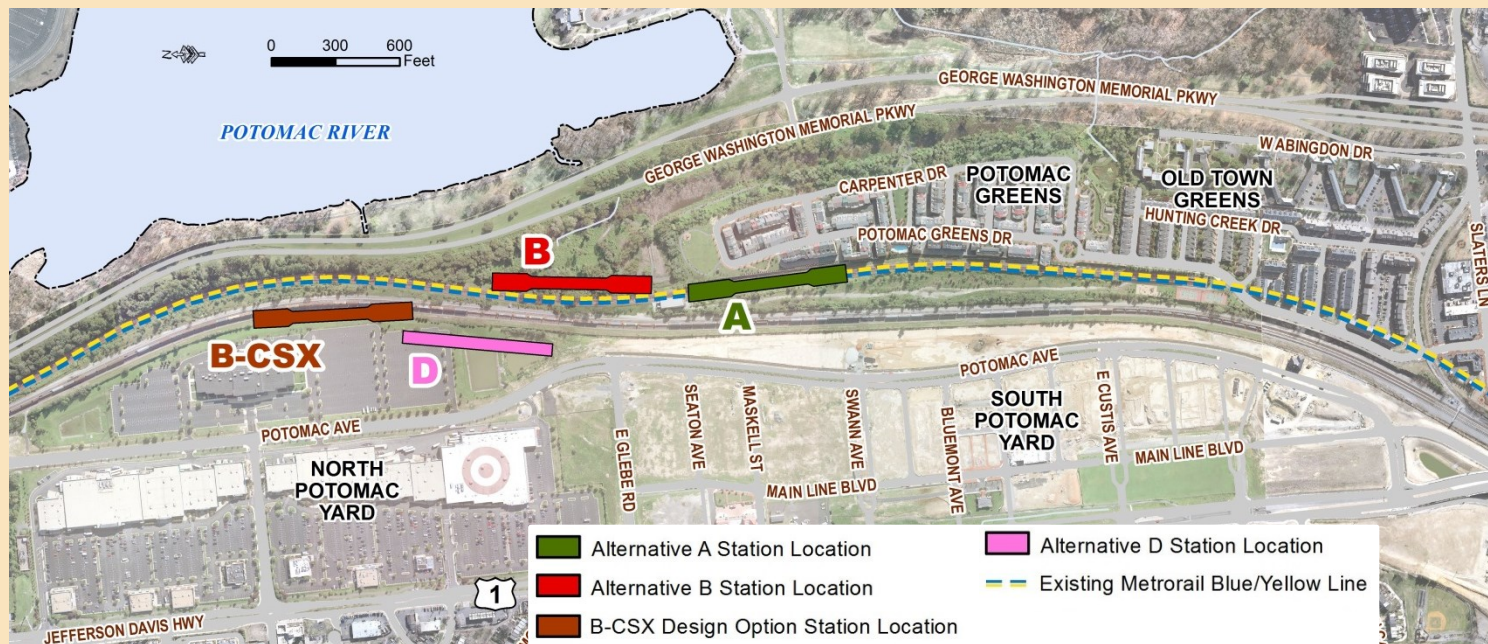 0 300 600
Feet
N
POTOMAC RIVER
GEORGE WASHINGTON MEMORIAL PKWY
GEORGE WASHINGTON MEMORIAL PKWY
W ABINGDON DR
CARPENTER DR
POTOMAC
GREENS
OLD TOWN
GREENS
HUNTING CREEK DR
POTOMAC GREENS DR
SLATERS LN
B
A
B-CSX
D
POTOMAC AVE
POTOMAC AVE
E GLEBE RD
SEATON AVE
MASKELL ST
SWANN AVE
BLUEMONT AVE
SOUTH
POTOMAC
YARD
E CUSTIS AVE
MAIN LINE BLVD
MAIN LINE BLVD
NORTH
POTOMAC
YARD
1
JEFFERSON DAVIS HWY
Alternative A Station Location
Alternative B Station Location
B-CSX Design Option Station Location
Alternative D Station Location
Existing Metrorail Blue/Yellow Line